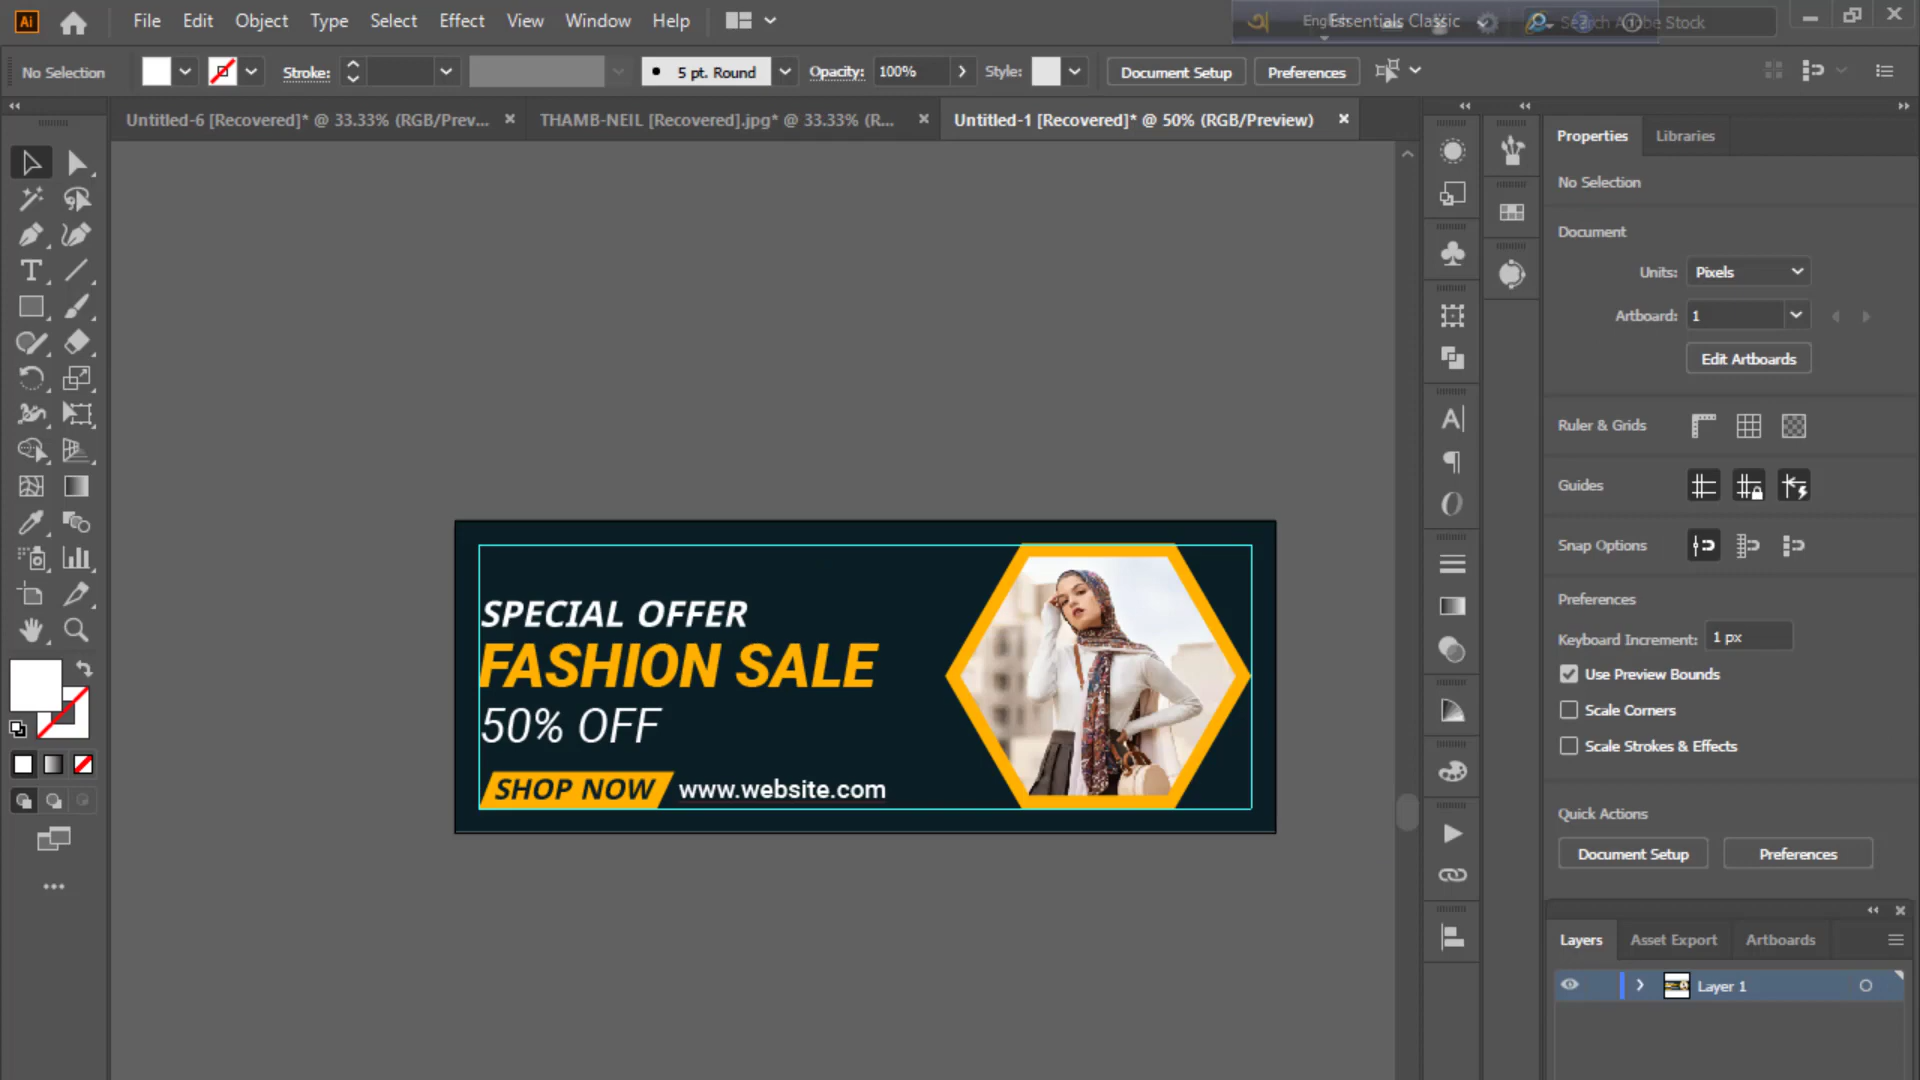 Ai File Edit Object Type Select Effect View Window Help English Essentials Classic Search Adobe Stock
No Selection Stroke: 5 pt. Round Opacity: 100% Style: Document Setup Preferences
Untitled-6 [Recovered]* @ 33.33% (RGB/Prev... THAMB-NEIL [Recovered].jpg* @ 33.33% (R... Untitled-1 [Recovered]* @ 50% (RGB/Preview)
Properties Libraries
No Selection
Document
Units: Pixels
Artboard: 1
Edit Artboards
Ruler & Grids
Guides
Snap Options
Preferences
Keyboard Increment: 1 px
Use Preview Bounds
Scale Corners
Scale Strokes & Effects
Quick Actions
Document Setup Preferences
Layers Asset Export Artboards
Layer 1
SPECIAL OFFER
FASHION SALE
50% OFF
SHOP NOW www.website.com